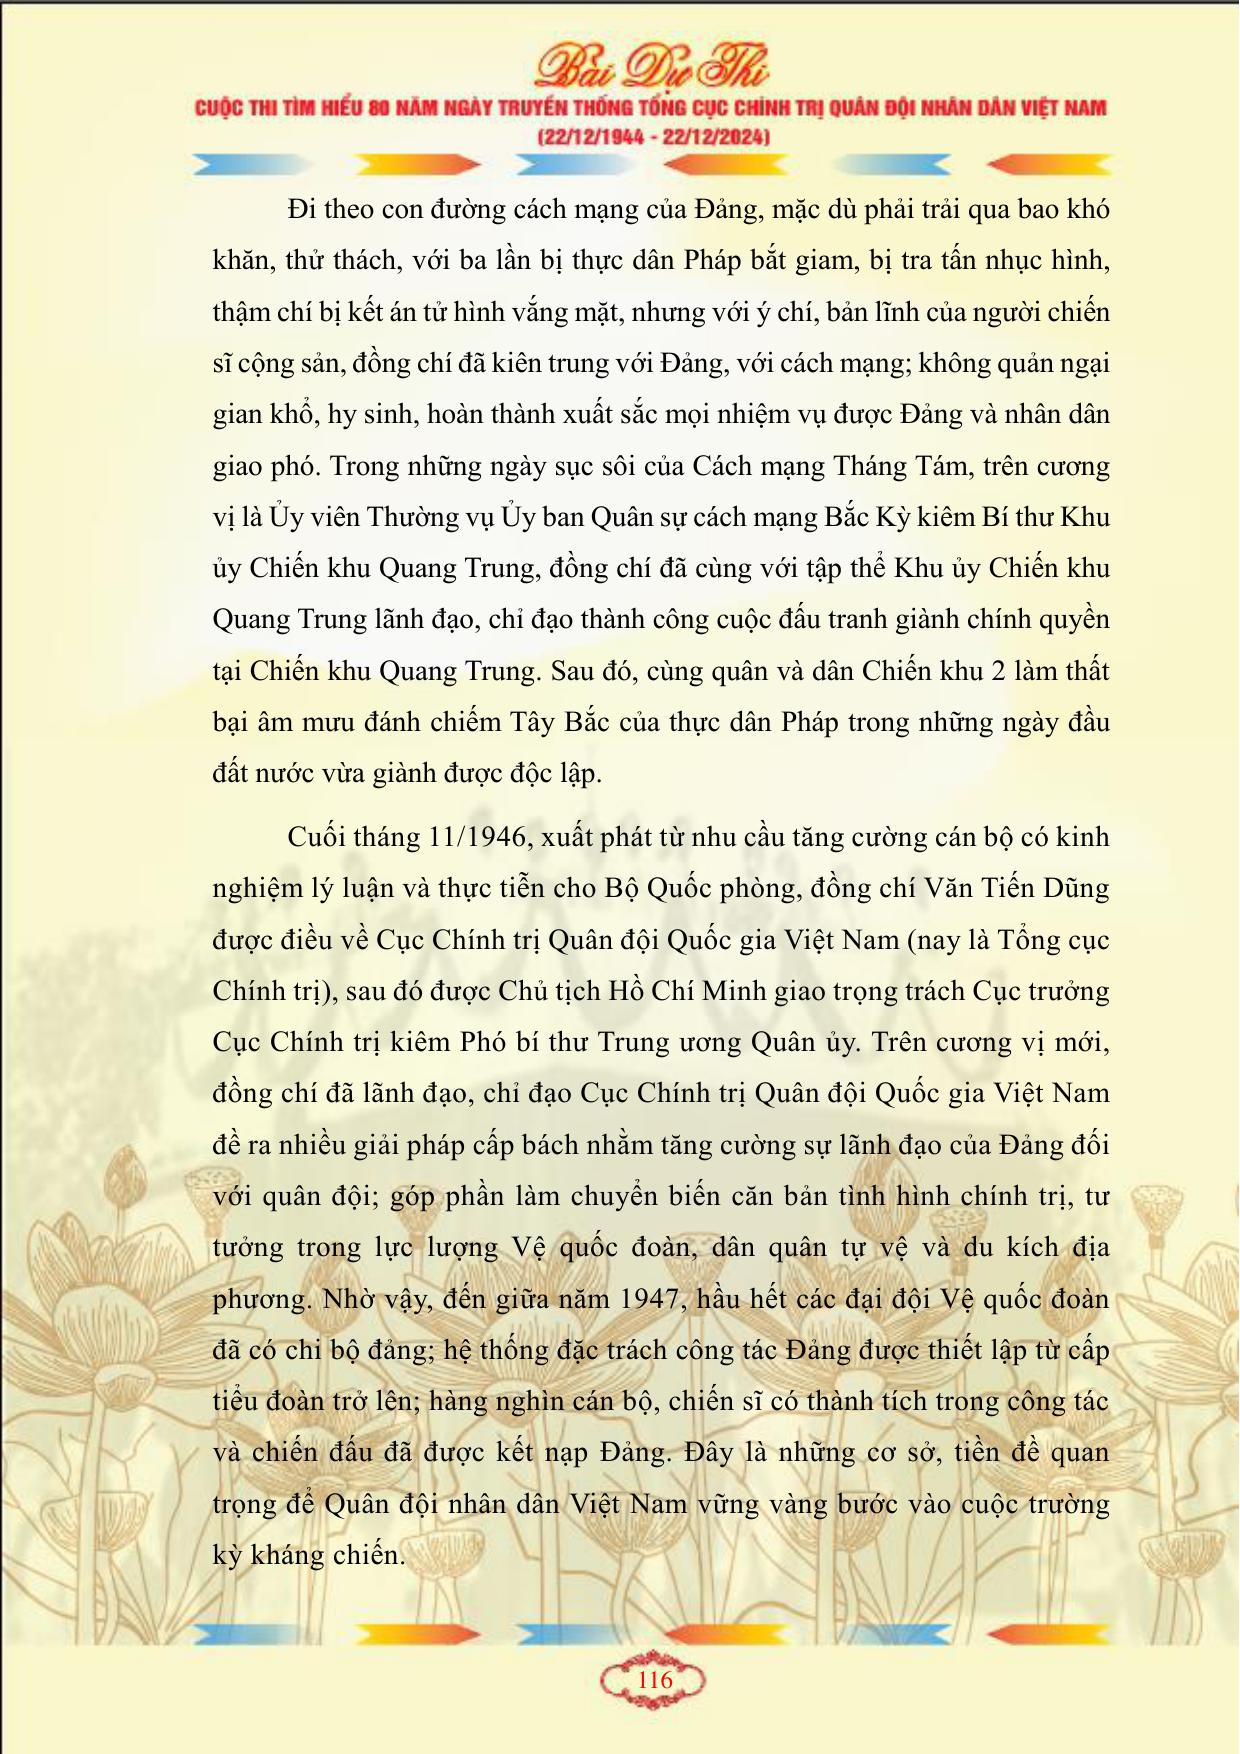 Bài Dự Thi
CUỘC THI TÌM HIỂU 80 NĂM NGÀY TRUYỀN THỐNG TỔNG CỤC CHÍNH TRỊ QUÂN ĐỘI NHÂN DÂN VIỆT NAM
(22/12/1944 - 22/12/2024)
Đi theo con đường cách mạng của Đảng, mặc dù phải trải qua bao khó
khăn, thử thách, với ba lần bị thực dân Pháp bắt giam, bị tra tấn nhục hình,
thậm chí bị kết án tử hình vắng mặt, nhưng với ý chí, bản lĩnh của người chiến
sĩ cộng sản, đồng chí đã kiên trung với Đảng, với cách mạng; không quản ngại
gian khổ, hy sinh, hoàn thành xuất sắc mọi nhiệm vụ được Đảng và nhân dân
giao phó. Trong những ngày sục sôi của Cách mạng Tháng Tám, trên cương
vị là Ủy viên Thường vụ Ủy ban Quân sự cách mạng Bắc Kỳ kiêm Bí thư Khu
ủy Chiến khu Quang Trung, đồng chí đã cùng với tập thể Khu ủy Chiến khu
Quang Trung lãnh đạo, chỉ đạo thành công cuộc đấu tranh giành chính quyền
tại Chiến khu Quang Trung. Sau đó, cùng quân và dân Chiến khu 2 làm thất
bại âm mưu đánh chiếm Tây Bắc của thực dân Pháp trong những ngày đầu
đất nước vừa giành được độc lập.
Cuối tháng 11/1946, xuất phát từ nhu cầu tăng cường cán bộ có kinh
nghiệm lý luận và thực tiễn cho Bộ Quốc phòng, đồng chí Văn Tiến Dũng
được điều về Cục Chính trị Quân đội Quốc gia Việt Nam (nay là Tổng cục
Chính trị), sau đó được Chủ tịch Hồ Chí Minh giao trọng trách Cục trưởng
Cục Chính trị kiêm Phó bí thư Trung ương Quân ủy. Trên cương vị mới,
đồng chí đã lãnh đạo, chỉ đạo Cục Chính trị Quân đội Quốc gia Việt Nam
đề ra nhiều giải pháp cấp bách nhằm tăng cường sự lãnh đạo của Đảng đối
với quân đội; góp phần làm chuyển biến căn bản tình hình chính trị, tư
tưởng trong lực lượng Vệ quốc đoàn, dân quân tự vệ và du kích địa
phương. Nhờ vậy, đến giữa năm 1947, hầu hết các đại đội Vệ quốc đoàn
đã có chi bộ đảng; hệ thống đặc trách công tác Đảng được thiết lập từ cấp
tiểu đoàn trở lên; hàng nghìn cán bộ, chiến sĩ có thành tích trong công tác
và chiến đấu đã được kết nạp Đảng. Đây là những cơ sở, tiền đề quan
trọng để Quân đội nhân dân Việt Nam vững vàng bước vào cuộc trường
kỳ kháng chiến.
116